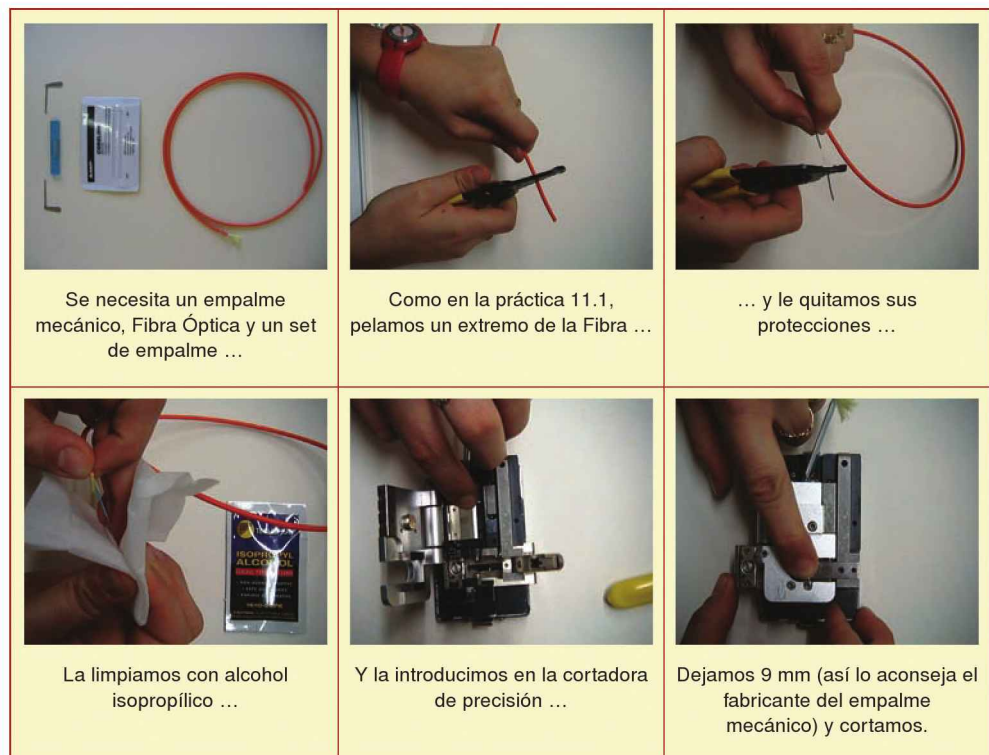 Se necesita un empalme
mecánico, Fibra Óptica y un set
de empalme …
Como en la práctica 11.1,
pelamos un extremo de la Fibra …
… y le quitamos sus
protecciones …
ISOPROPYL
ALCOHOL
La limpiamos con alcohol
isopropílico …
Y la introducimos en la cortadora
de precisión …
Dejamos 9 mm (así lo aconseja el
fabricante del empalme
mecánico) y cortamos.